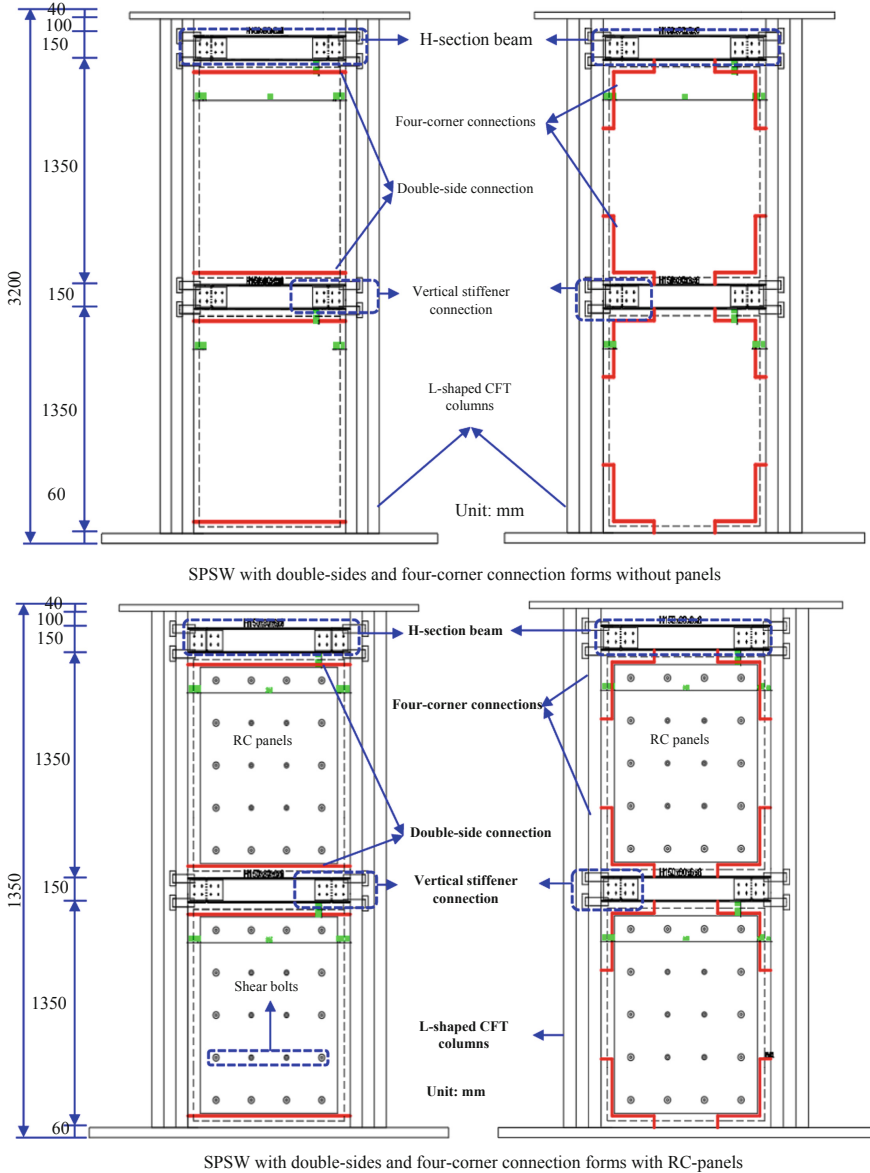 40
100
150
1350
3200
150
1350
60
H-section beam
Four-corner connections
Double-side connection
Vertical stiffener
connection
L-shaped CFT
columns
Unit: mm
SPSW with double-sides and four-corner connection forms without panels
40
100
150
1350
1350
150
1350
60
H-section beam
Four-corner connections
RC panels
RC panels
Double-side connection
Vertical stiffener
connection
Shear bolts
L-shaped CFT
columns
Unit: mm
SPSW with double-sides and four-corner connection forms with RC-panels